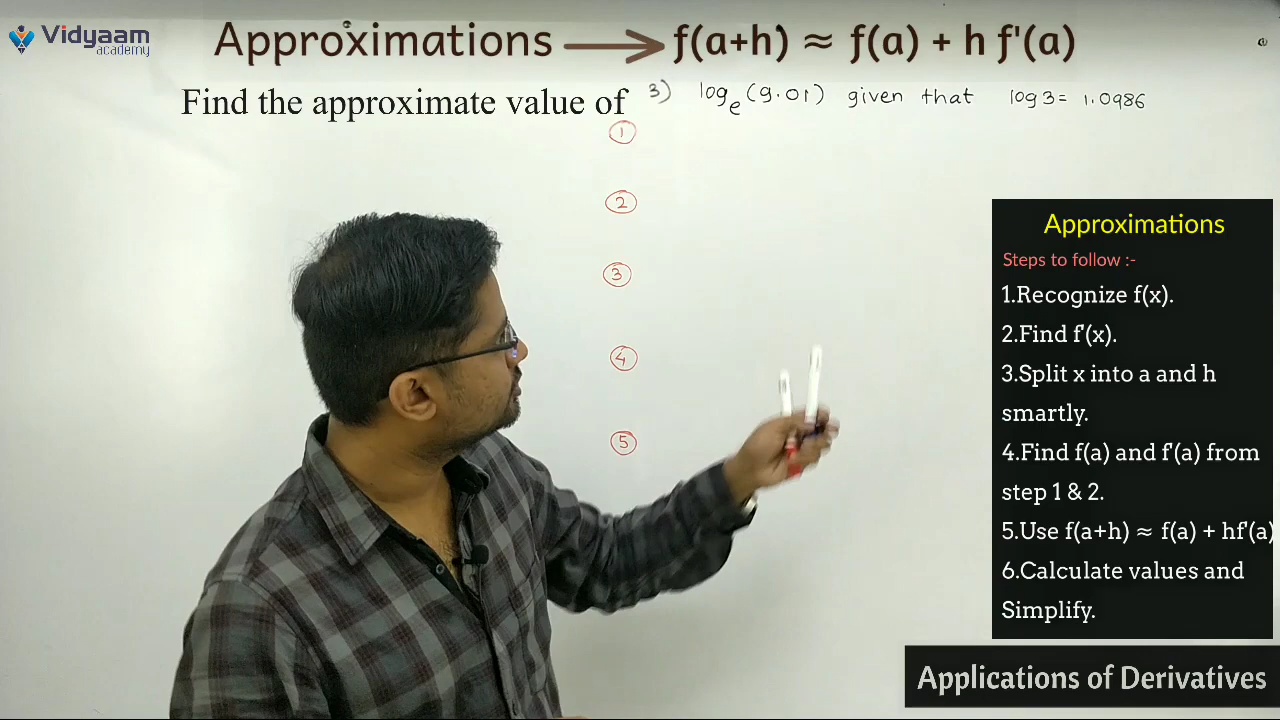 Vidyaam
academy
Approximations → f(a+h) ≈ f(a) + h f'(a)
Find the approximate value of 3) logₑ(9.01) given that log 3 = 1.0986
①
②
③
④
⑤
Approximations
Steps to follow :-
1.Recognize f(x).
2.Find f'(x).
3.Split x into a and h
smartly.
4.Find f(a) and f'(a) from
step 1 & 2.
5.Use f(a+h) ≈ f(a) + hf'(a)
6.Calculate values and
Simplify.
Applications of Derivatives